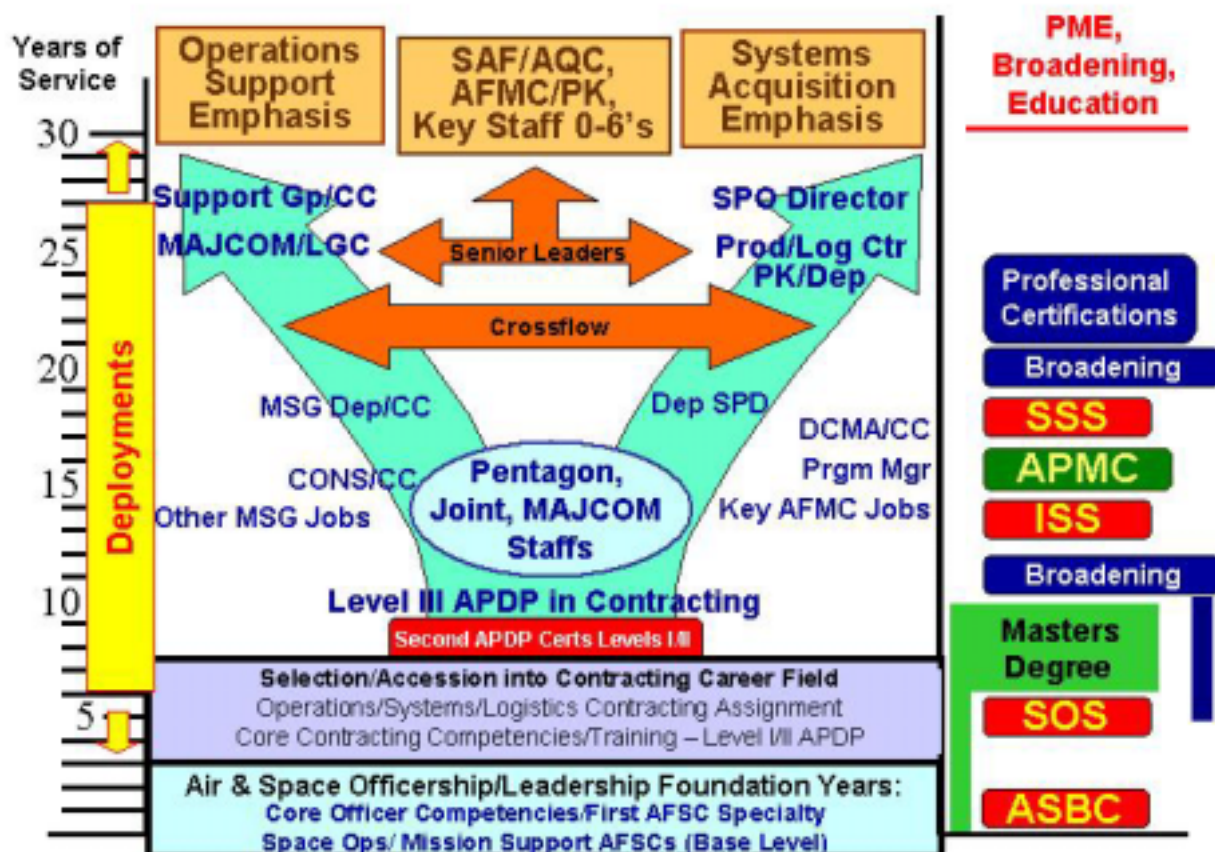 Years of
Service
30
25
20
15
10
5
Deployments
Operations
Support
Emphasis
SAF/AQC,
AFMC/PK,
Key Staff 0-6's
Systems
Acquisition
Emphasis
Support Gp/CC
MAJCOM/LGC
Senior Leaders
SPO Director
Prod/Log Ctr
PK/Dep
Crossflow
MSG Dep/CC
CONS/CC
Other MSG Jobs
Dep SPD
DCMA/CC
Prgm Mgr
Key AFMC Jobs
Pentagon,
Joint, MAJCOM
Staffs
Level III APDP in Contracting
Second APDP Certs Levels I/II
Selection/Accession into Contracting Career Field
Operations/Systems/Logistics Contracting Assignment
Core Contracting Competencies/Training – Level I/II APDP
Air & Space Officership/Leadership Foundation Years:
Core Officer Competencies/First AFSC Specialty
Space Ops/ Mission Support AFSCs (Base Level)
PME,
Broadening,
Education
Professional
Certifications
Broadening
SSS
APMC
ISS
Broadening
Masters
Degree
SOS
ASBC